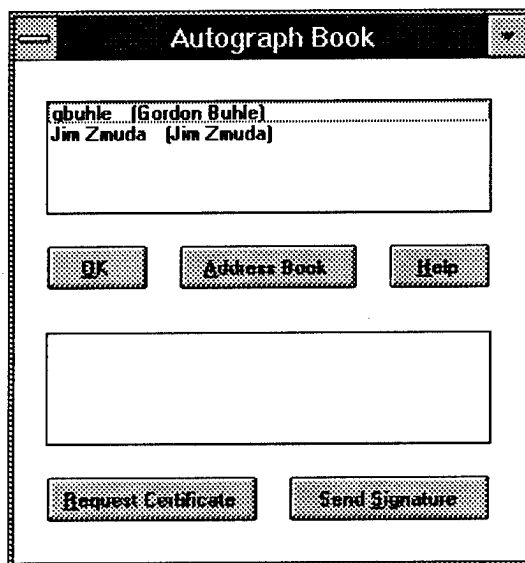 Autograph Book
gbuhle (Gordon Buhle)
Jim Zmuda (Jim Zmuda)
OK Address Book Help
Request Certificate Send Signature